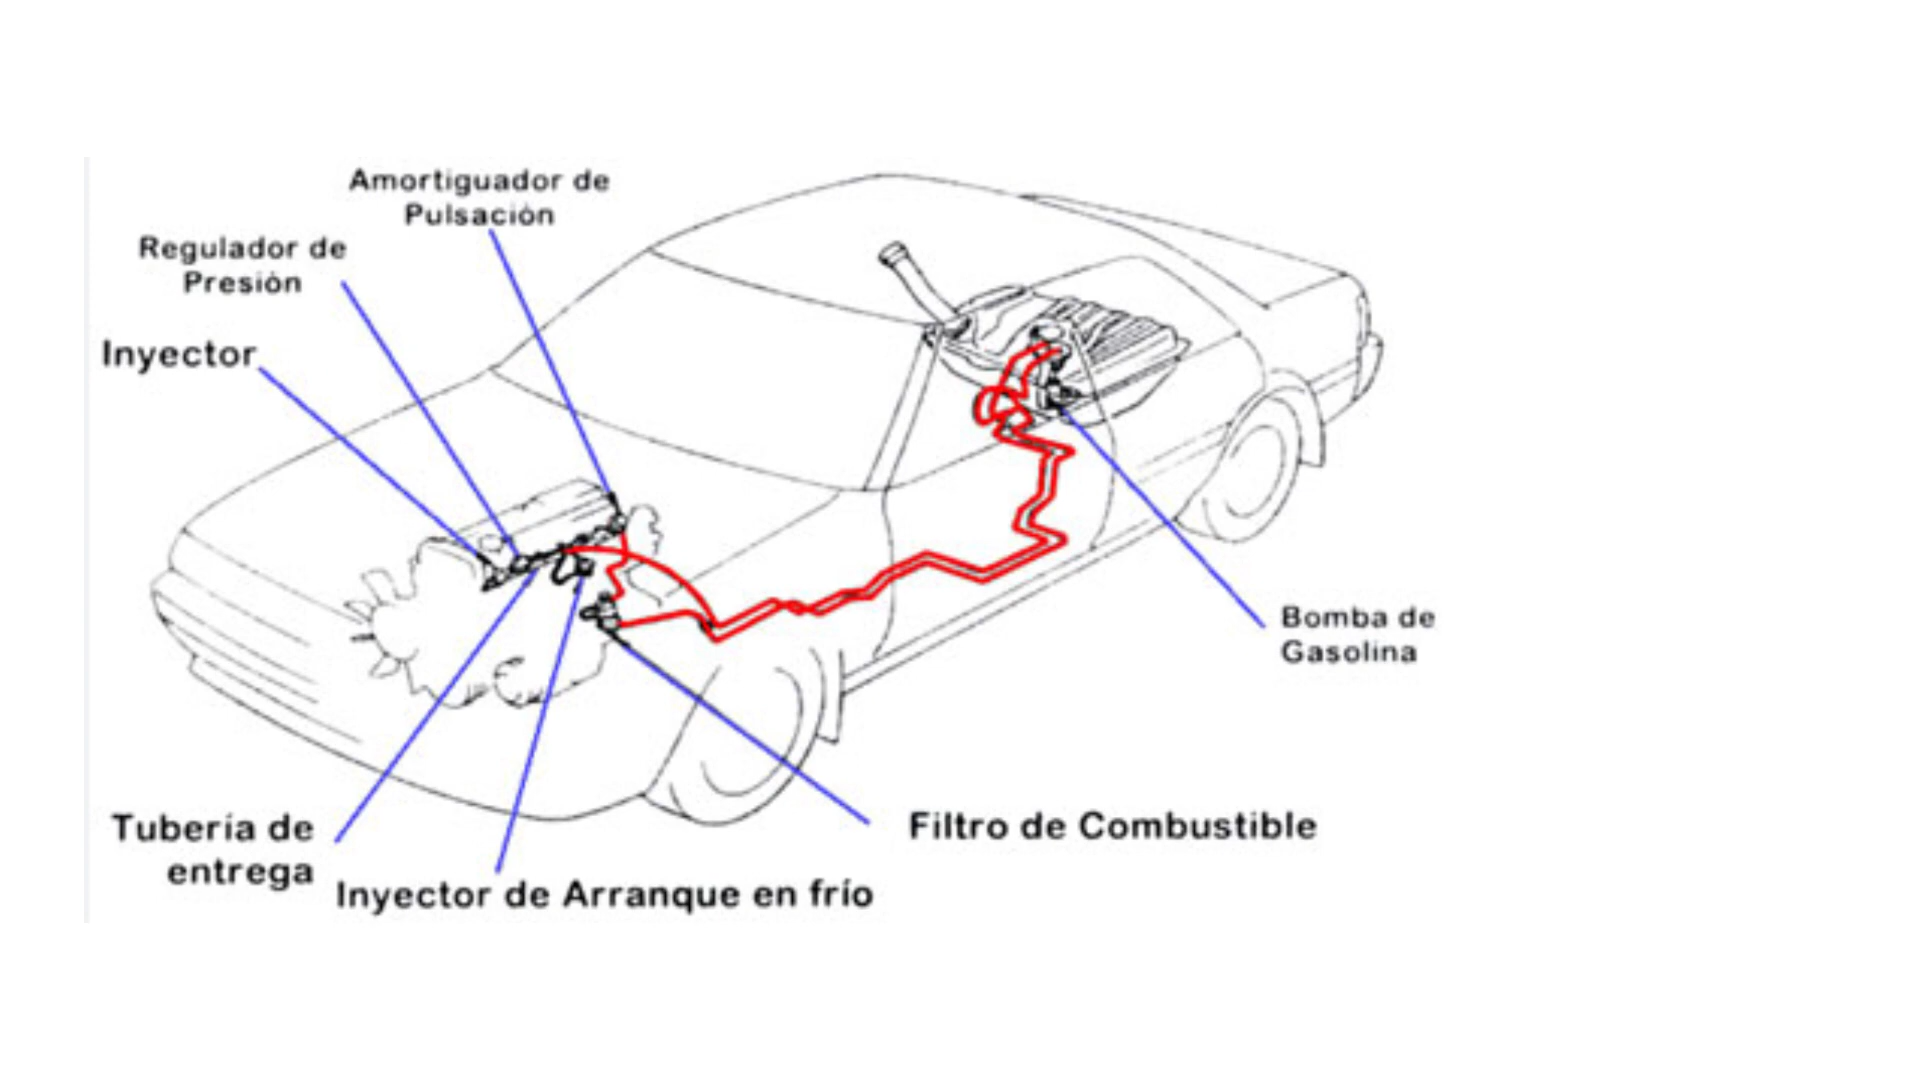 Amortiguador de
Pulsación
Regulador de
Presión
Inyector
Bomba de
Gasolina
Tubería de
entrega
Filtro de Combustible
Inyector de Arranque en frío